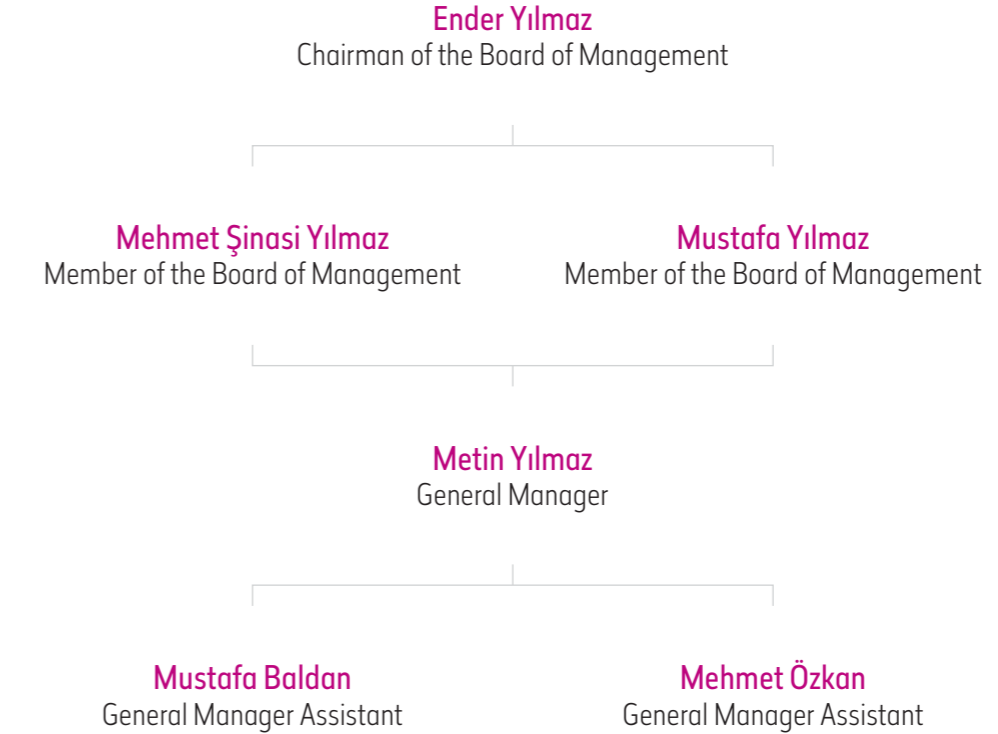 Ender Yılmaz
Chairman of the Board of Management
Mehmet Şinasi Yılmaz
Member of the Board of Management
Mustafa Yılmaz
Member of the Board of Management
Metin Yılmaz
General Manager
Mustafa Baldan
General Manager Assistant
Mehmet Özkan
General Manager Assistant